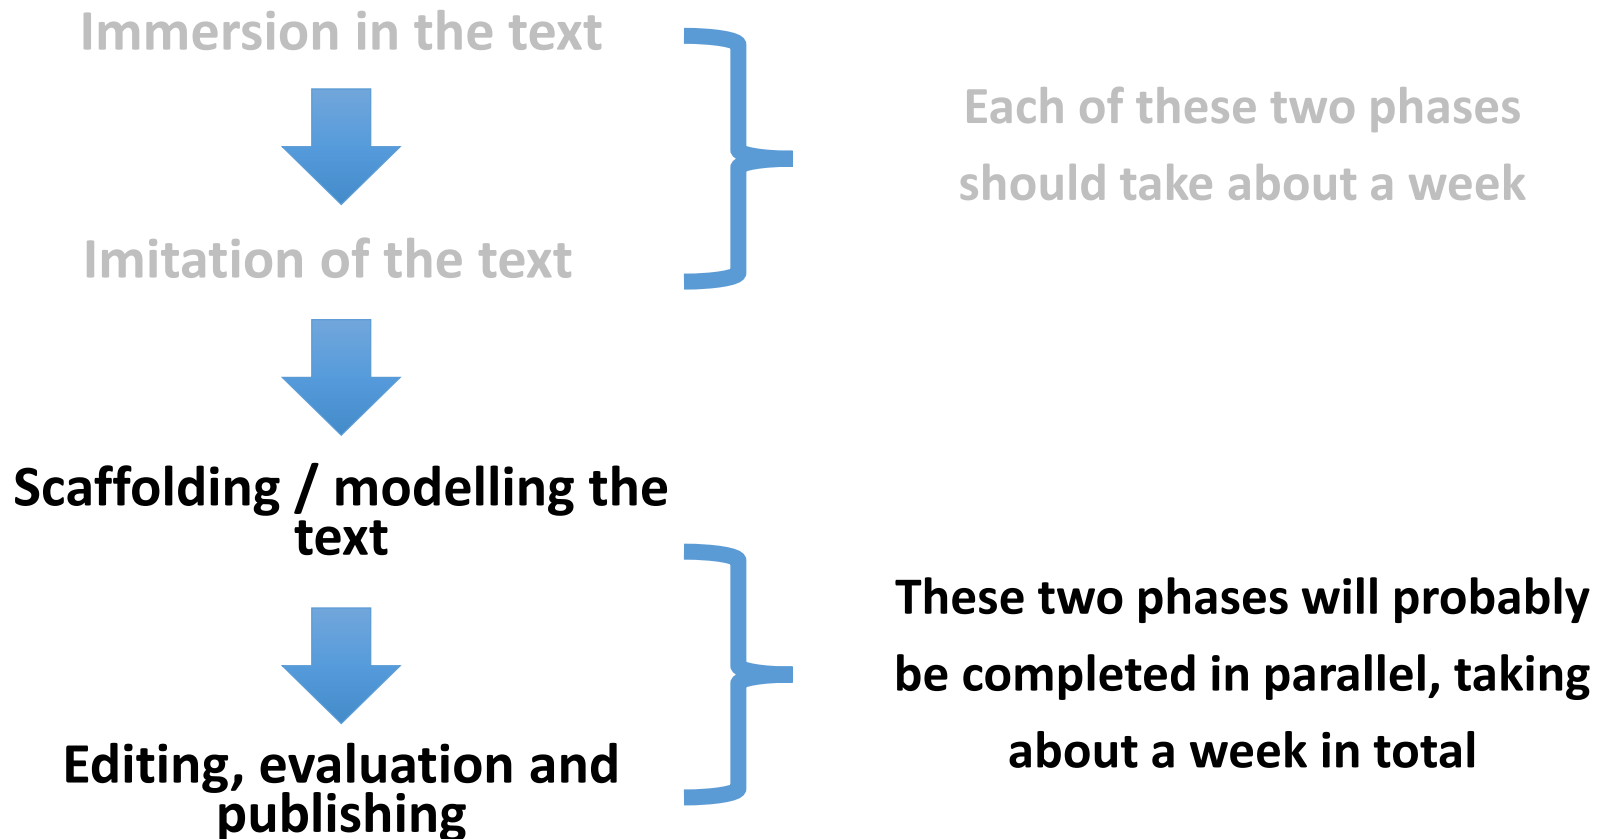 Immersion in the text
Each of these two phases
should take about a week
Imitation of the text
Scaffolding / modelling the
text
These two phases will probably
be completed in parallel, taking
about a week in total
Editing, evaluation and
publishing